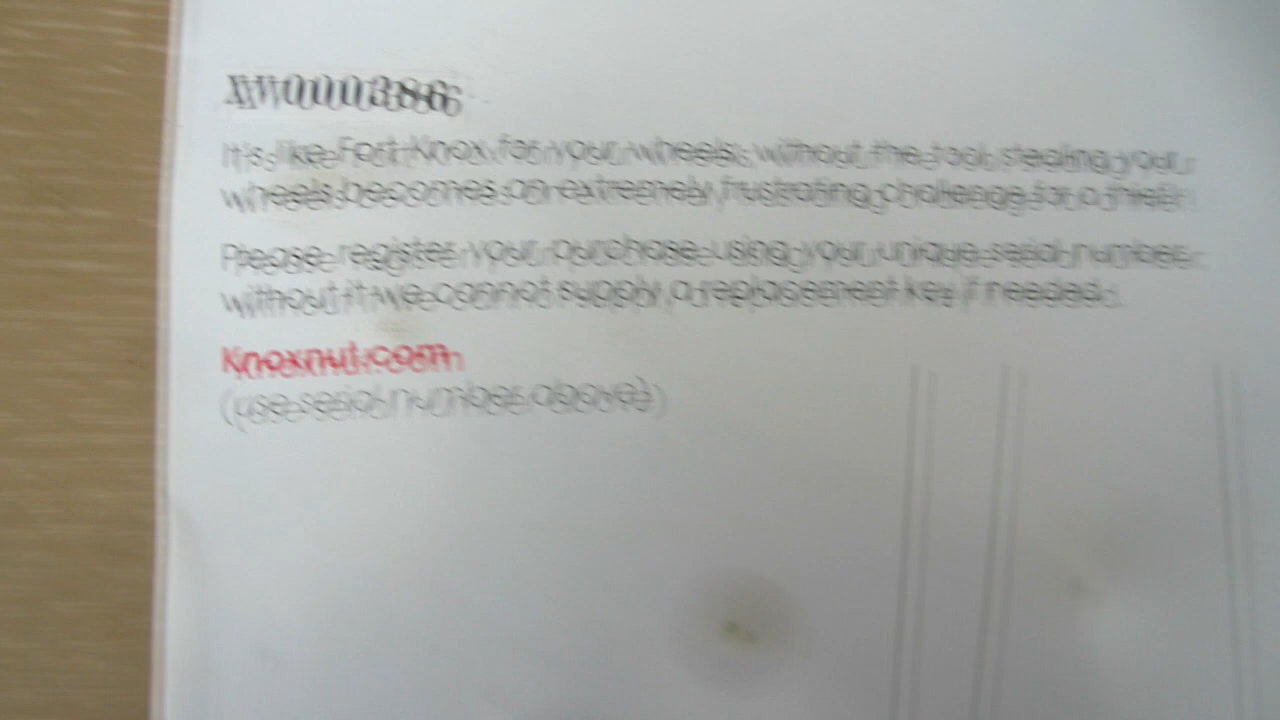 It's like Fort Knox for your wheels, without the tool, stealing your
wheels becomes an extremely frustrating challenge for a thief!
Please register your purchase using your unique serial number,
without it we cannot supply a replacement key if needed.
Knoxnut.com
(use serial number above)